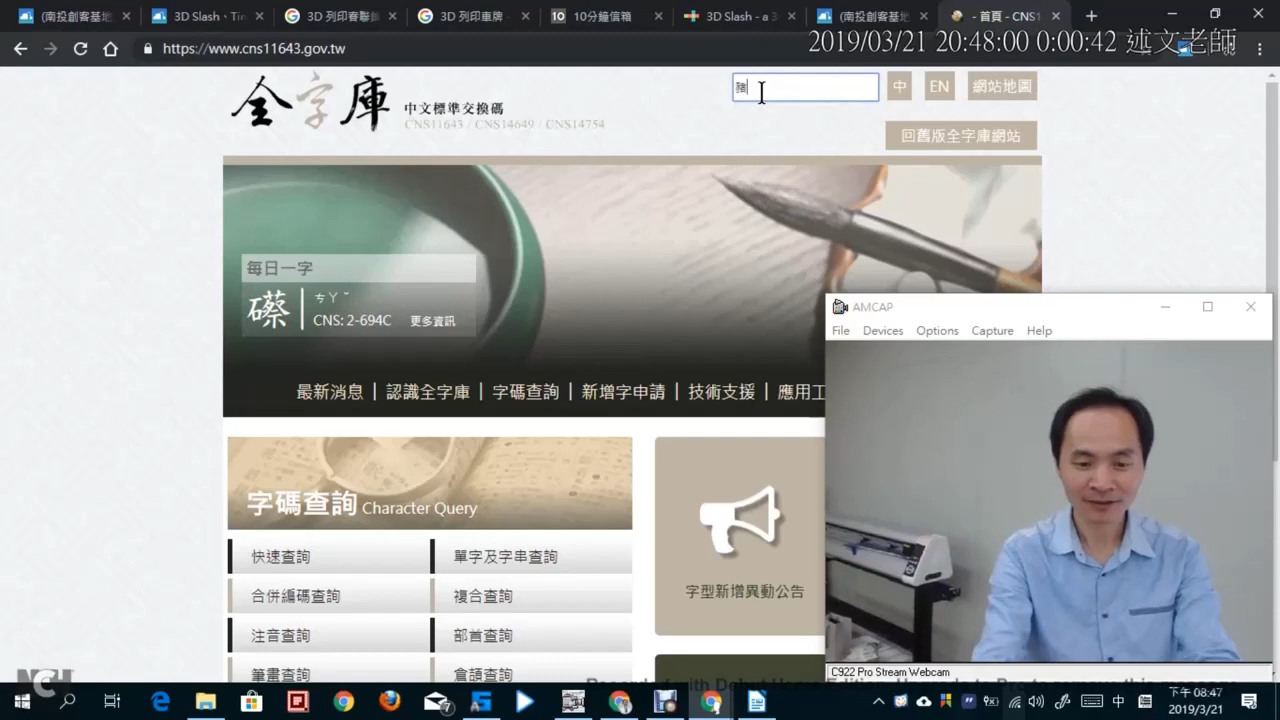 (南投創客基地
3D Slash、Tin
3D 列印春聯飾
3D 列印車牌 -
10分鐘信箱
3D Slash - a 3
(南投創客基地
- 首頁 - CNS1
https://www.cns11643.gov.tw
2019/03/21 20:48:00 0:00:42 述文老師
全字庫 中文標準交換碼
CNS11643 / CNS14649 / CNS14754
豬
中 EN 網站地圖
回舊版全字庫網站
每日一字
礤 ㄘㄚˇ
CNS: 2-694C 更多資訊
最新消息 | 認識全字庫 | 字碼查詢 | 新增字申請 | 技術支援 | 應用工
AMCAP
File Devices Options Capture Help
字碼查詢 Character Query
快速查詢 單字及字串查詢
合併編碼查詢 複合查詢
注音查詢 部首查詢
筆畫查詢 倉頡查詢
字型新增異動公告
C922 Pro Stream Webcam
NCH
下午 08:47
2019/3/21
中